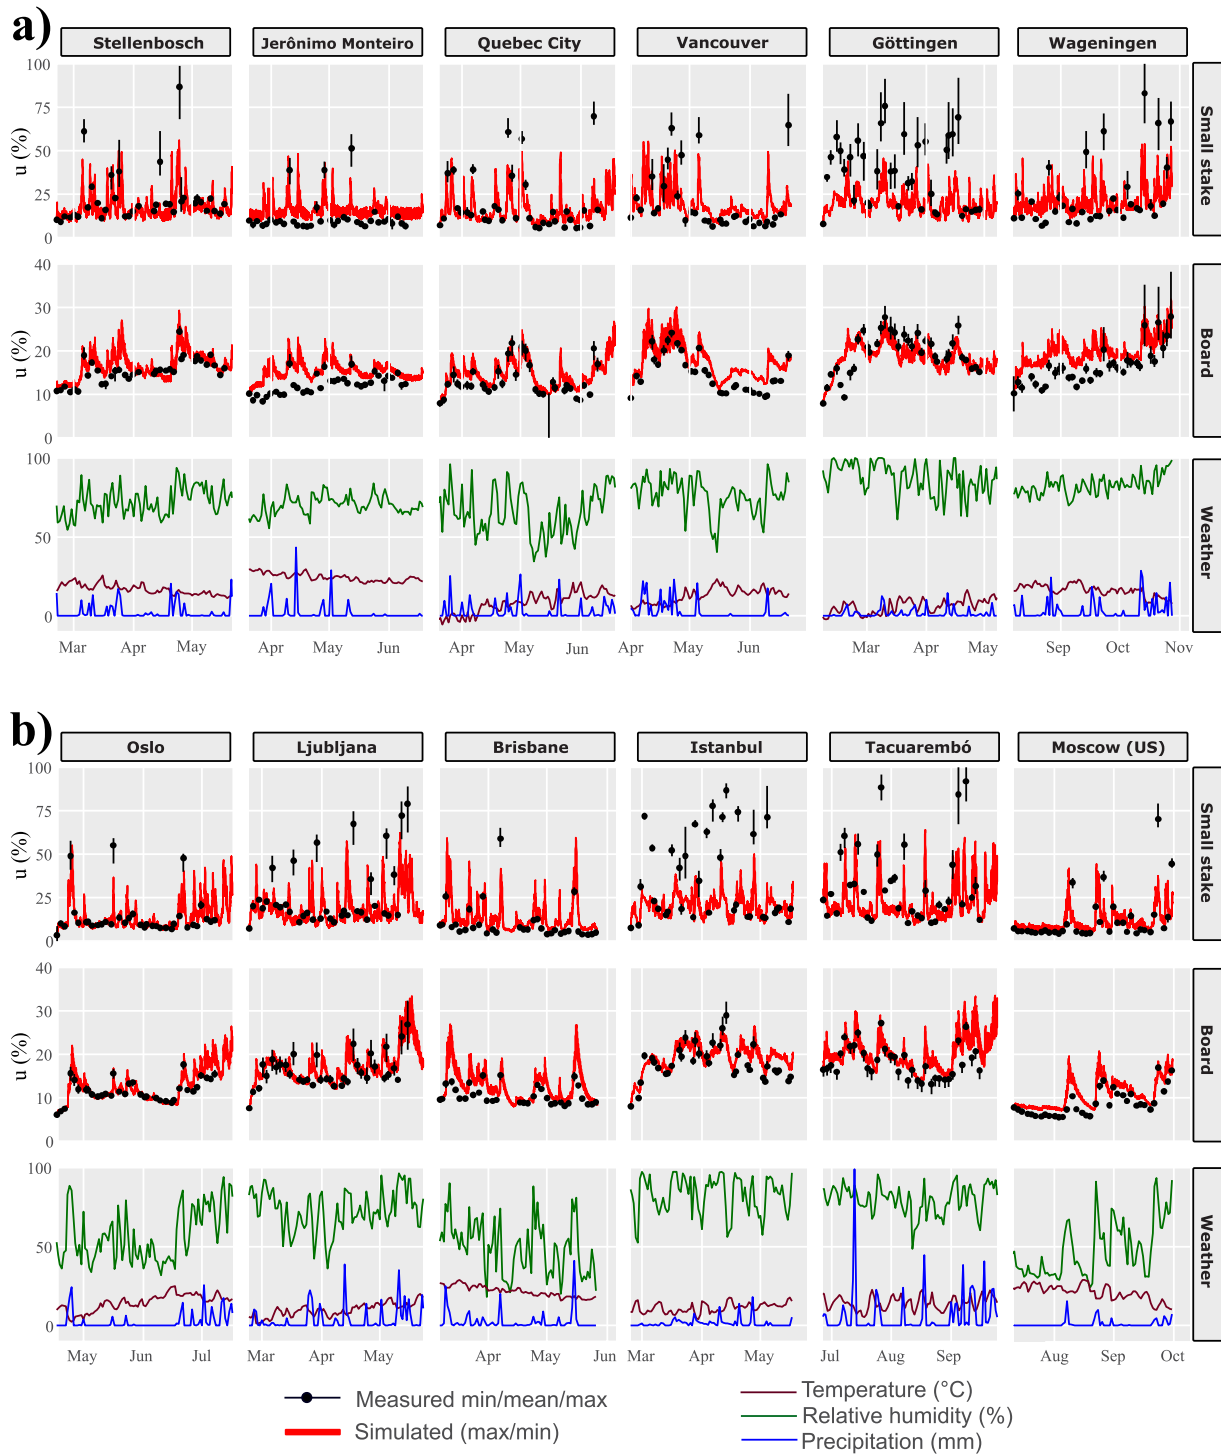 a)
Stellenbosch Jerônimo Monteiro Quebec City Vancouver Göttingen Wageningen
100
75
50
25
0
u (%)
Small stake
40
30
20
10
0
u (%)
Board
100
50
0
Weather
Mar Apr May Apr May Jun Apr May Jun Apr May Jun Mar Apr May Sep Oct Nov
b)
Oslo Ljubljana Brisbane Istanbul Tacuarembó Moscow (US)
100
75
50
25
0
u (%)
Small stake
40
30
20
10
0
u (%)
Board
100
50
0
Weather
May Jun Jul Mar Apr May Apr May Jun Mar Apr May Jul Aug Sep Aug Sep Oct
Measured min/mean/max
Simulated (max/min)
Temperature (°C)
Relative humidity (%)
Precipitation (mm)